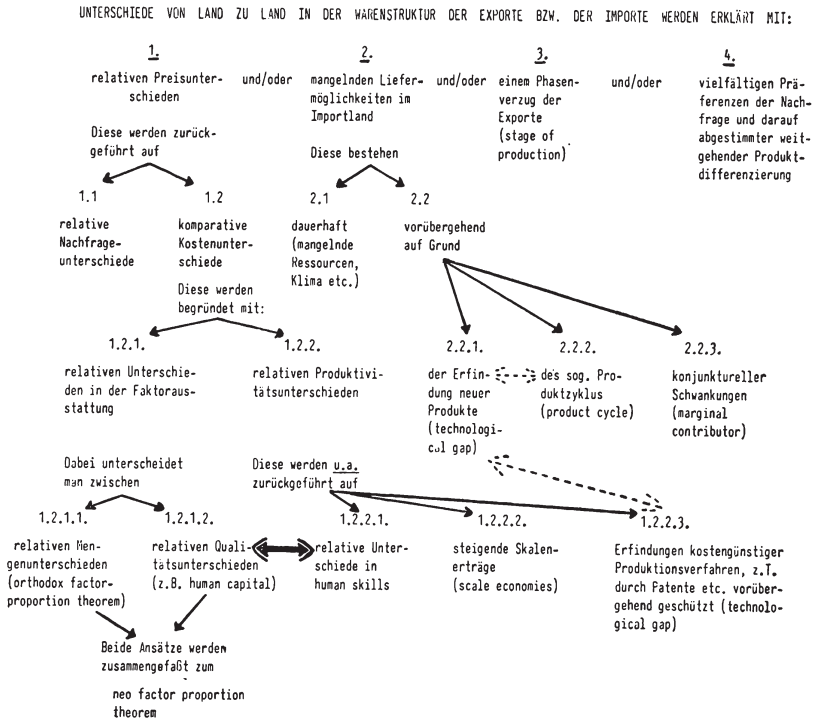 UNTERSCHIEDE VON LAND ZU LAND IN DER WARENSTRUKTUR DER EXPORTE BZW. DER IMPORTE WERDEN ERKLÄRT MIT:
1.
relativen Preisunter-
schieden
Diese werden zurück-
geführt auf
und/oder
2.
mangelnden Liefer-
möglichkeiten im
Importland
Diese bestehen
und/oder
3.
einem Phasen-
verzug der
Exporte
(stage of
production)
und/oder
4.
vielfältigen Prä-
ferenzen der Nach-
frage und darauf
abgestimmter weit-
gehender Produkt-
differenzierung
1.1
relative
Nachfrage-
unterschiede
1.2
komparative
Kostenunter-
schiede
Diese werden
begründet mit:
2.1
dauerhaft
(mangelnde
Ressourcen,
Klima etc.)
2.2
vorübergehend
auf Grund
1.2.1.
relativen Unterschie-
den in der Faktoraus-
stattung
1.2.2.
relativen Produktivi-
tätsunterschieden
2.2.1.
der Erfin-
dung neuer
Produkte
(technologi-
cal gap)
2.2.2.
des sog. Pro-
duktzyklus
(product cycle)
2.2.3.
konjunktureller
Schwankungen
(marginal
contributor)
Dabei unterscheidet
man zwischen
Diese werden u.a.
zurückgeführt auf
1.2.1.1.
relativen Men-
genunterschieden
(orthodox factor-
proportion theorem)
1.2.1.2.
relativen Quali-
tätsunterschieden
(z.B. human capital)
1.2.2.1.
relative Unter-
schiede in
human skills
1.2.2.2.
steigende Skalen-
erträge
(scale economies)
1.2.2.3.
Erfindungen kostengünstiger
Produktionsverfahren, z.T.
durch Patente etc. vorüber-
gehend geschützt (technolo-
gical gap)
Beide Ansätze werden
zusammengefaßt zum
neo factor proportion
theorem